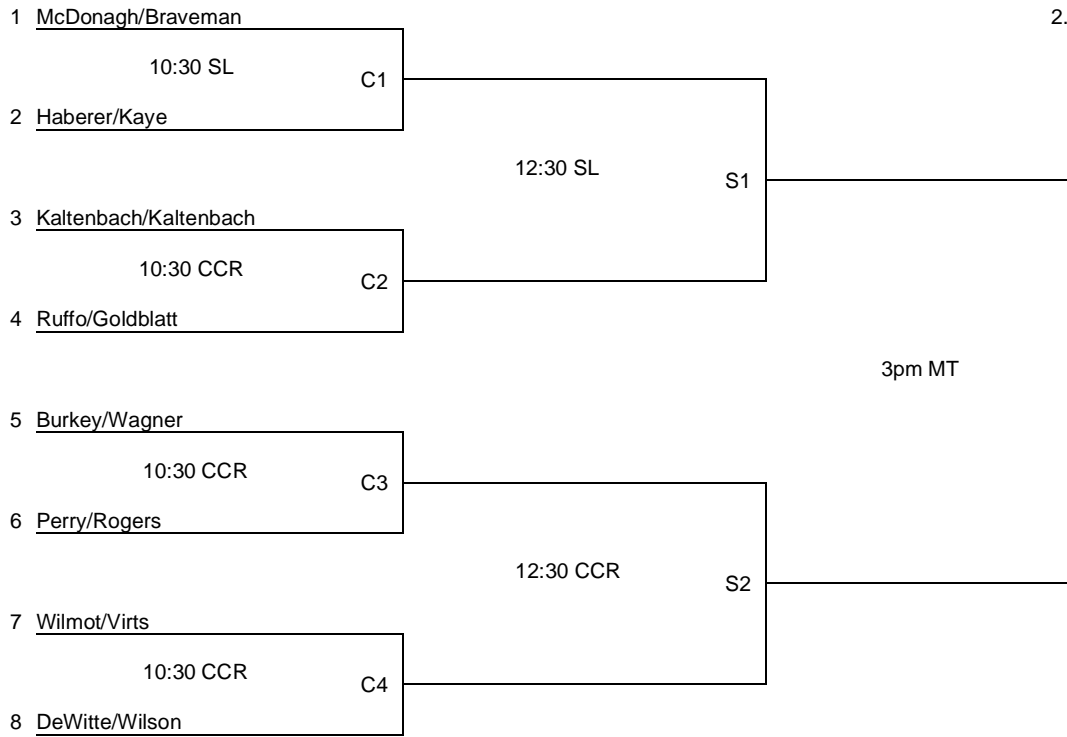 1 McDonagh/Braveman
2.
10:30 SL
C1
2 Haberer/Kaye
12:30 SL
S1
3 Kaltenbach/Kaltenbach
10:30 CCR
C2
4 Ruffo/Goldblatt
3pm MT
5 Burkey/Wagner
10:30 CCR
C3
6 Perry/Rogers
12:30 CCR
S2
7 Wilmot/Virts
10:30 CCR
C4
8 DeWitte/Wilson